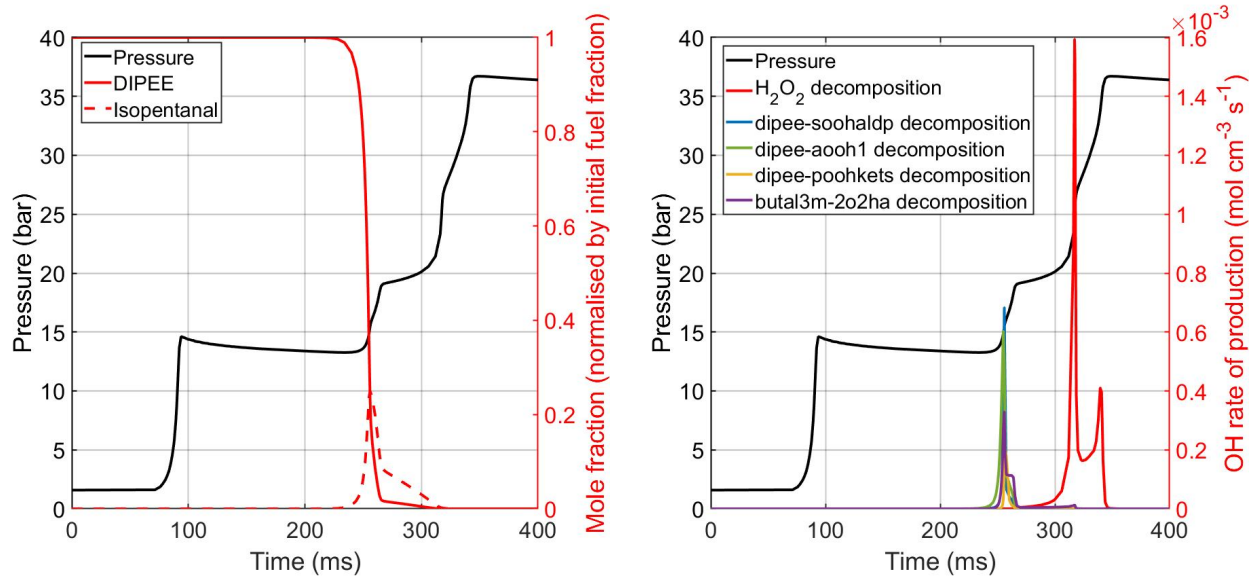 40
35
30
25
20
15
10
5
0
Pressure (bar)
Pressure
DIPEE
Isopentanal
1
0.8
0.6
0.4
0.2
0
Mole fraction (normalised by initial fuel fraction)
0 100 200 300 400
Time (ms)
40
35
30
25
20
15
10
5
0
Pressure (bar)
Pressure
H₂O₂ decomposition
dipee-soohaldp decomposition
dipee-aooh1 decomposition
dipee-poohkets decomposition
butal3m-2o2ha decomposition
×10⁻³
1.6
1.4
1.2
1
0.8
0.6
0.4
0.2
0
OH rate of production (mol cm⁻³ s⁻¹)
0 100 200 300 400
Time (ms)